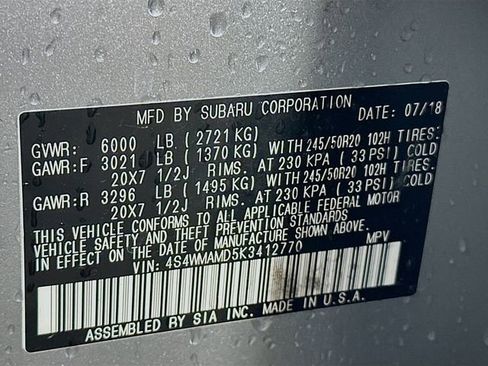 MFD BY SUBARU CORPORATION DATE: 07/18
GVWR: 6000 LB ( 2721 KG)
GAWR:F 3021 LB ( 1370 KG) WITH 245/50R20 102H TIRES:
20X7 1/2J RIMS. AT 230 KPA ( 33 PSI) COLD
GAWR:R 3296 LB ( 1495 KG) WITH 245/50R20 102H TIRES:
20X7 1/2J RIMS. AT 230 KPA ( 33 PSI) COLD
THIS VEHICLE CONFORMS TO ALL APPLICABLE FEDERAL MOTOR
VEHICLE SAFETY AND THEFT PREVENTION STANDARDS
IN EFFECT ON THE DATE OF MANUFACTURE SHOWN ABOVE.
VIN: 4S4WMAMD5K3412770 MPV
ASSEMBLED BY SIA INC. MADE IN U.S.A.